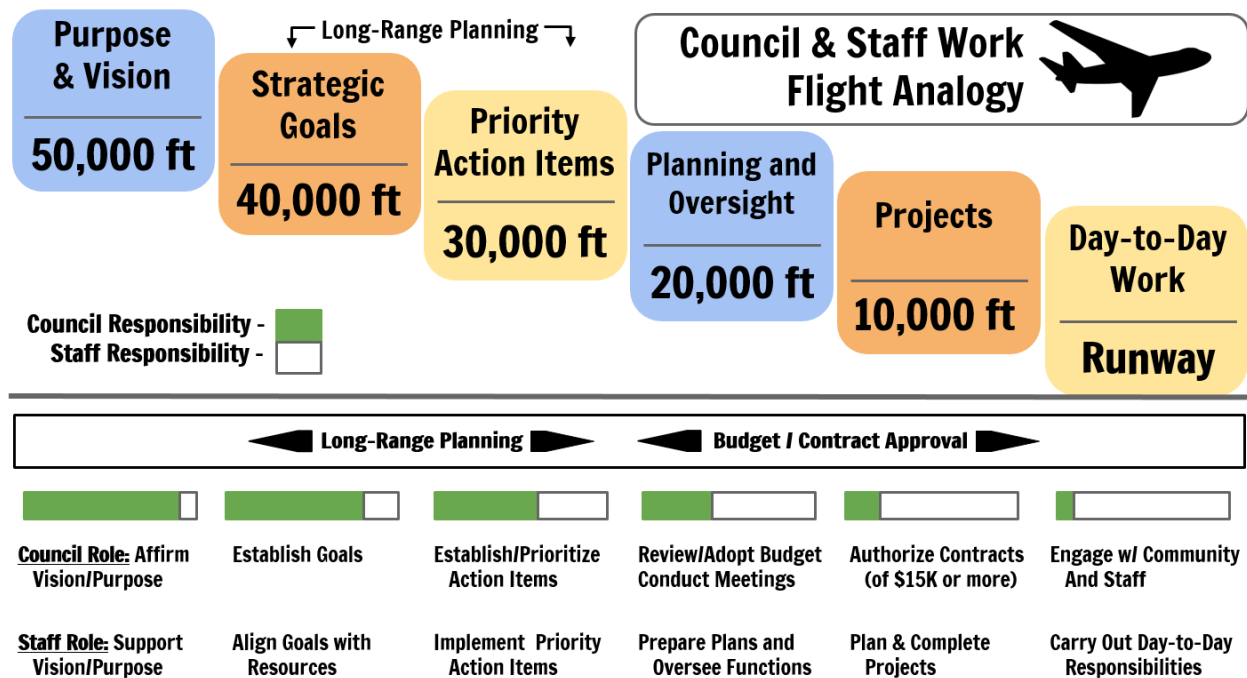 Purpose
& Vision
50,000 ft
Long-Range Planning
Strategic
Goals
40,000 ft
Priority
Action Items
30,000 ft
Council & Staff Work
Flight Analogy
Planning and
Oversight
20,000 ft
Projects
10,000 ft
Day-to-Day
Work
Runway
Council Responsibility -
Staff Responsibility -
Long-Range Planning
Budget / Contract Approval
Council Role: Affirm
Vision/Purpose
Establish Goals
Establish/Prioritize
Action Items
Review/Adopt Budget
Conduct Meetings
Authorize Contracts
(of $15K or more)
Engage w/ Community
And Staff
Staff Role: Support
Vision/Purpose
Align Goals with
Resources
Implement Priority
Action Items
Prepare Plans and
Oversee Functions
Plan & Complete
Projects
Carry Out Day-to-Day
Responsibilities